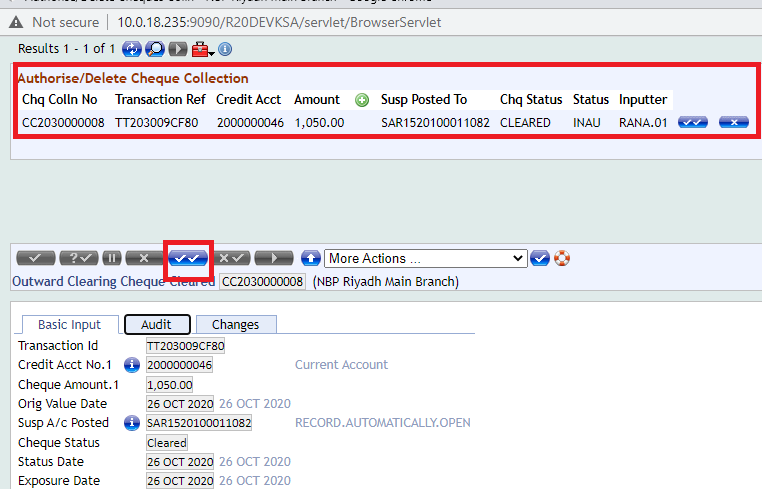 Not secure | 10.0.18.235:9090/R20DEVKSA/servlet/BrowserServlet
Results 1 - 1 of 1
Authorise/Delete Cheque Collection
Chq Colln No Transaction Ref Credit Acct Amount Susp Posted To Chq Status Status Inputter
CC2030000008 TT203009CF80 2000000046 1,050.00 SAR1520100011082 CLEARED INAU RANA.01
More Actions ...
Outward Clearing Cheque Cleared CC2030000008 (NBP Riyadh Main Branch)
Basic Input Audit Changes
Transaction Id TT203009CF80
Credit Acct No.1 2000000046 Current Account
Cheque Amount.1 1,050.00
Orig Value Date 26 OCT 2020 26 OCT 2020
Susp A/c Posted SAR1520100011082 RECORD.AUTOMATICALLY.OPEN
Cheque Status Cleared
Status Date 26 OCT 2020 26 OCT 2020
Exposure Date 26 OCT 2020 26 OCT 2020